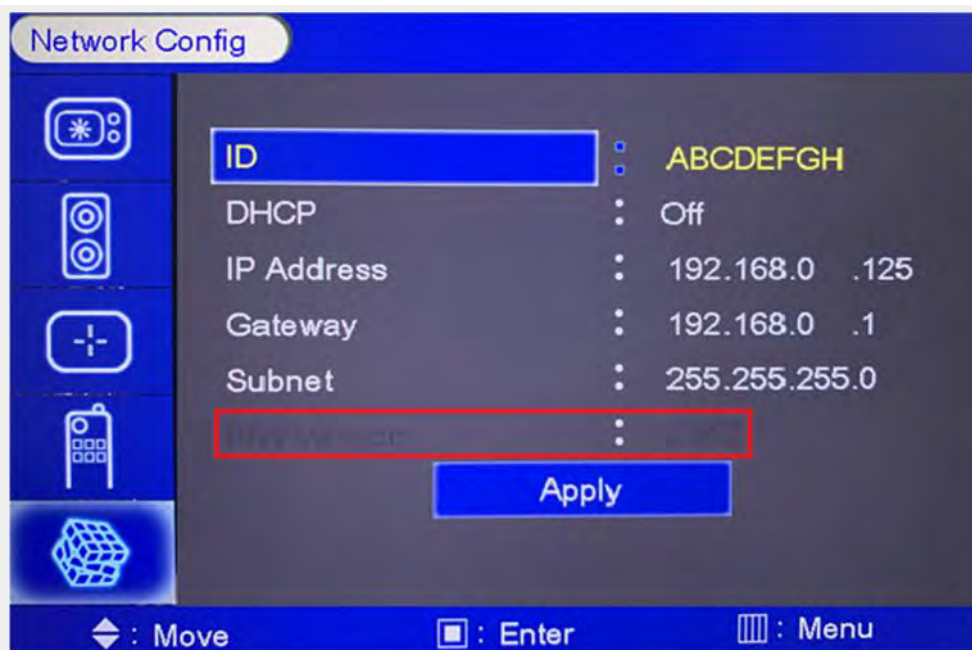 Network Config
ID : ABCDEFGH
DHCP : Off
IP Address : 192.168.0 .125
Gateway : 192.168.0 .1
Subnet : 255.255.255.0
:
Apply
: Move : Enter : Menu